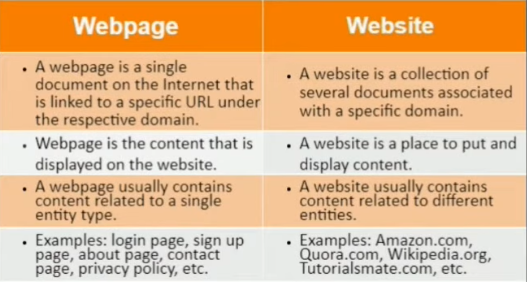 Webpage
Website
• A webpage is a single
document on the Internet that
is linked to a specific URL under
the respective domain.
• A website is a collection of
several documents associated
with a specific domain.
• Webpage is the content that is
displayed on the website.
• A website is a place to put and
display content.
• A webpage usually contains
content related to a single
entity type.
• A website usually contains
content related to different
entities.
• Examples: login page, sign up
page, about page, contact
page, privacy policy, etc.
• Examples: Amazon.com,
Quora.com, Wikipedia.org,
Tutorialsmate.com, etc.